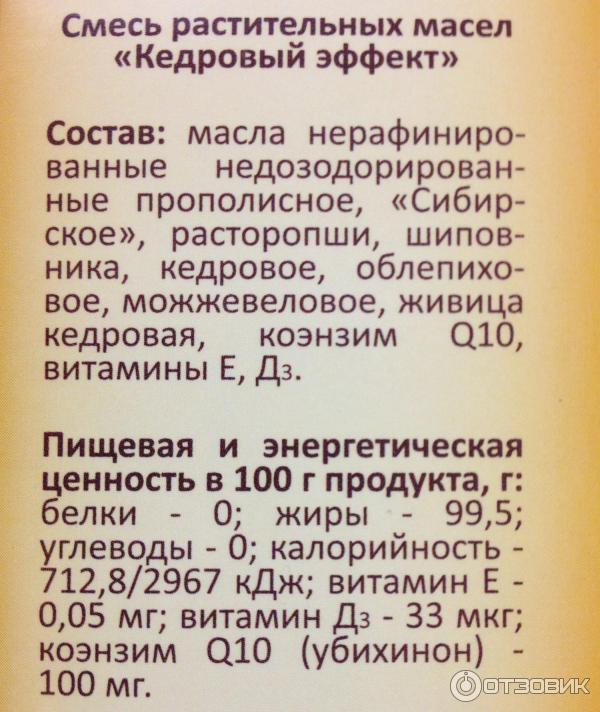 Смесь растительных масел
«Кедровый эффект»
Состав: масла нерафиниро-
ванные недозодорирован-
ные прополисное, «Сибир-
ское», расторопши, шипов-
ника, кедровое, облепихо-
вое, можжевеловое, живица
кедровая, коэнзим Q10,
витамины Е, Д3.
Пищевая и энергетическая
ценность в 100 г продукта, г:
белки - 0; жиры - 99,5;
углеводы - 0; калорийность -
712,8/2967 кДж; витамин Е -
0,05 мг; витамин Д3 - 33 мкг;
коэнзим Q10 (убихинон) -
100 мг.
ОТЗОВИК